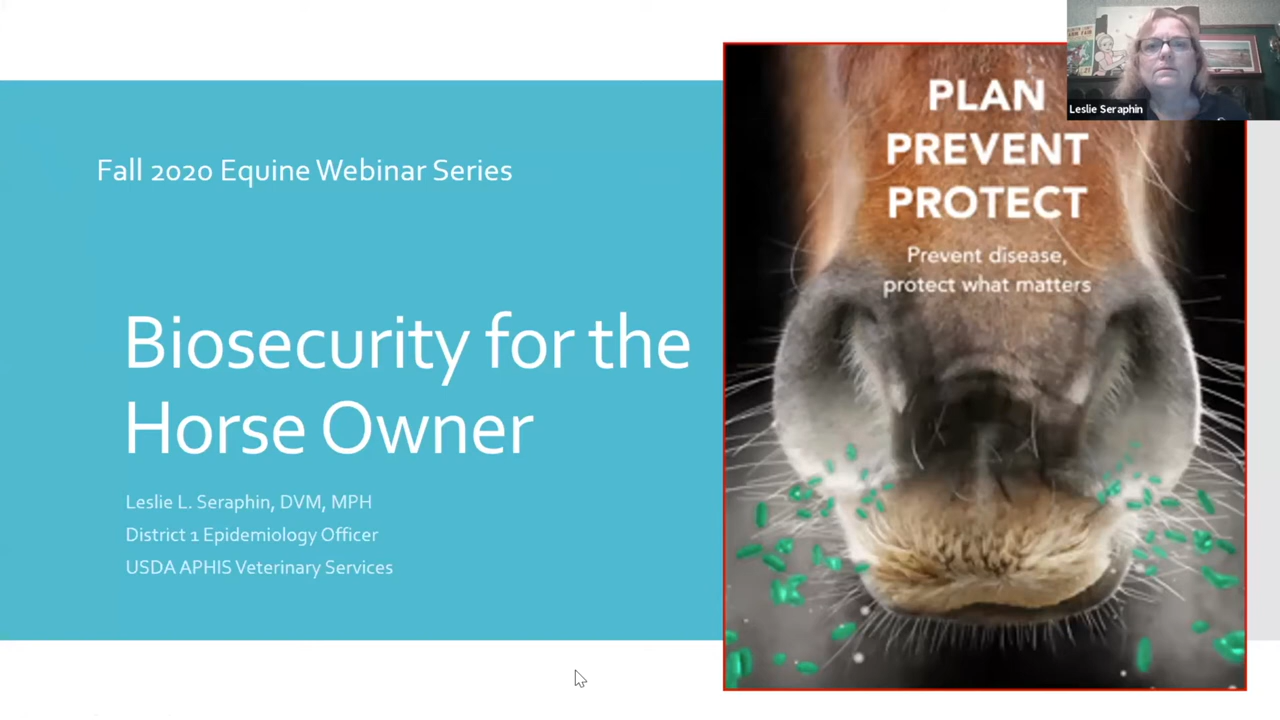 Fall 2020 Equine Webinar Series
Biosecurity for the
Horse Owner
Leslie L. Seraphin, DVM, MPH
District 1 Epidemiology Officer
USDA APHIS Veterinary Services
PLAN
PREVENT
PROTECT
Prevent disease,
protect what matters
Leslie Seraphin